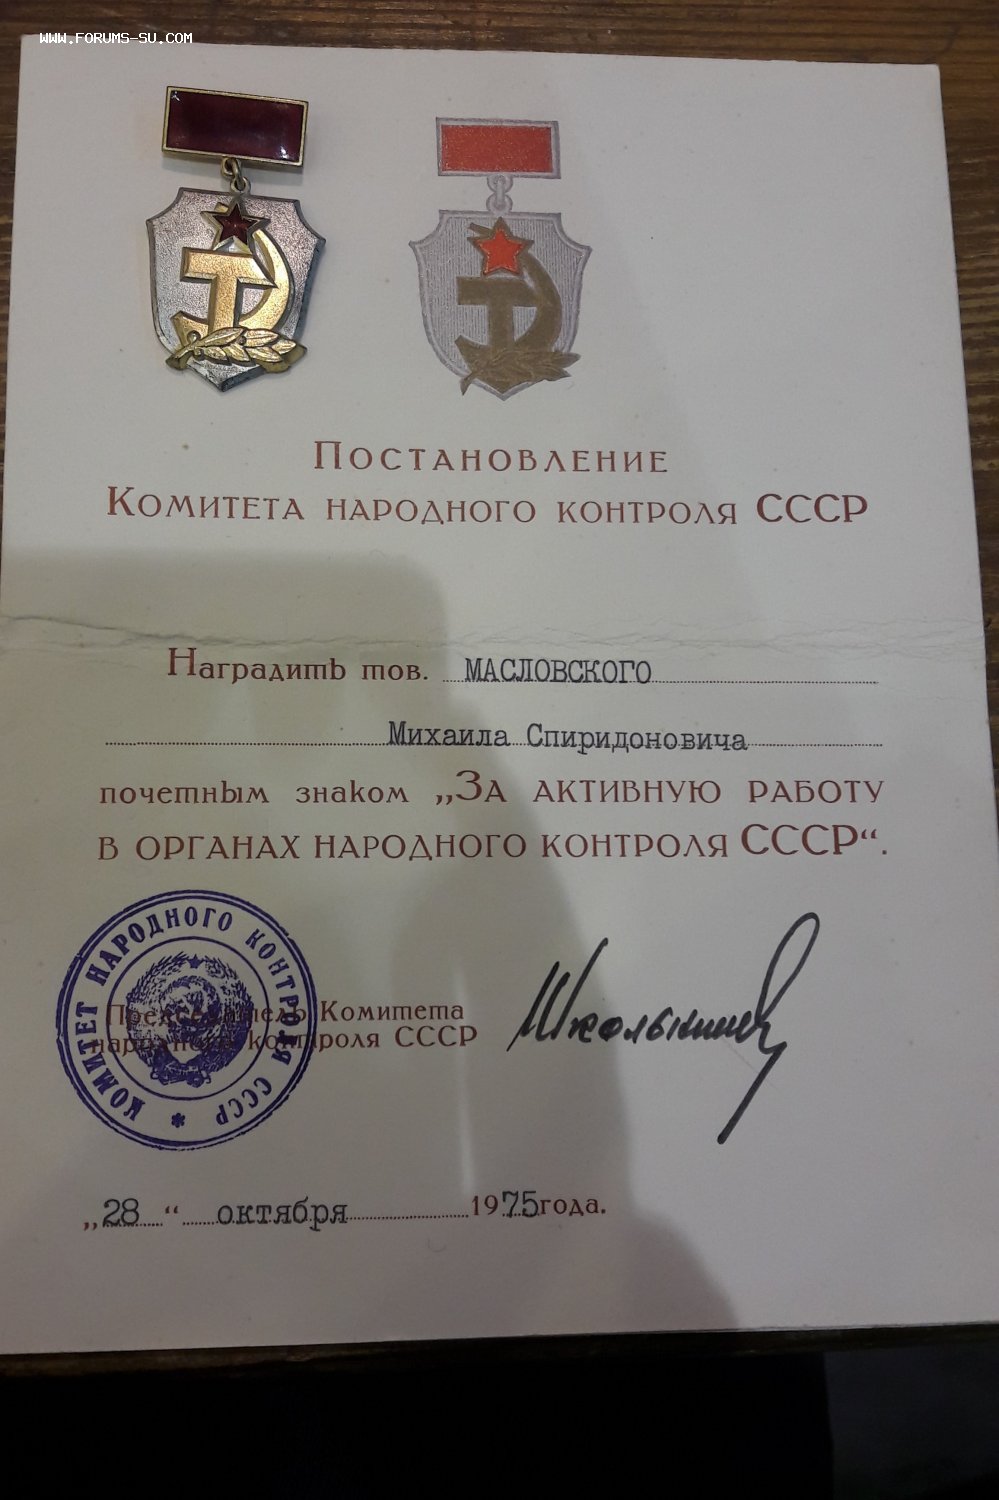 WWW.FORUMS-SU.COM
Постановление
Комитета народного контроля СССР
Наградить тов. МАСЛОВСКОГО
Михаила Спиридоновича
почетным знаком „За активную работу
в органах народного контроля СССР“.
КОМИТЕТ НАРОДНОГО КОНТРОЛЯ СССР *
Председатель Комитета
народного контроля СССР
„28“ октября 1975 года.